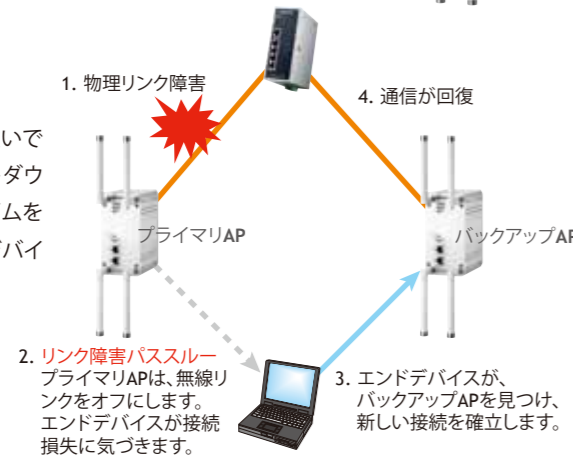 1. 物理リンク障害
4. 通信が回復
いで
ダウ
ムを
バイ
プライマリAP
バックアップAP
2. リンク障害パススルー
プライマリAPは、無線リ
ンクをオフにします。
エンドデバイスが接続
損失に気づきます。
3. エンドデバイスが、
バックアップAPを見つけ、
新しい接続を確立します。